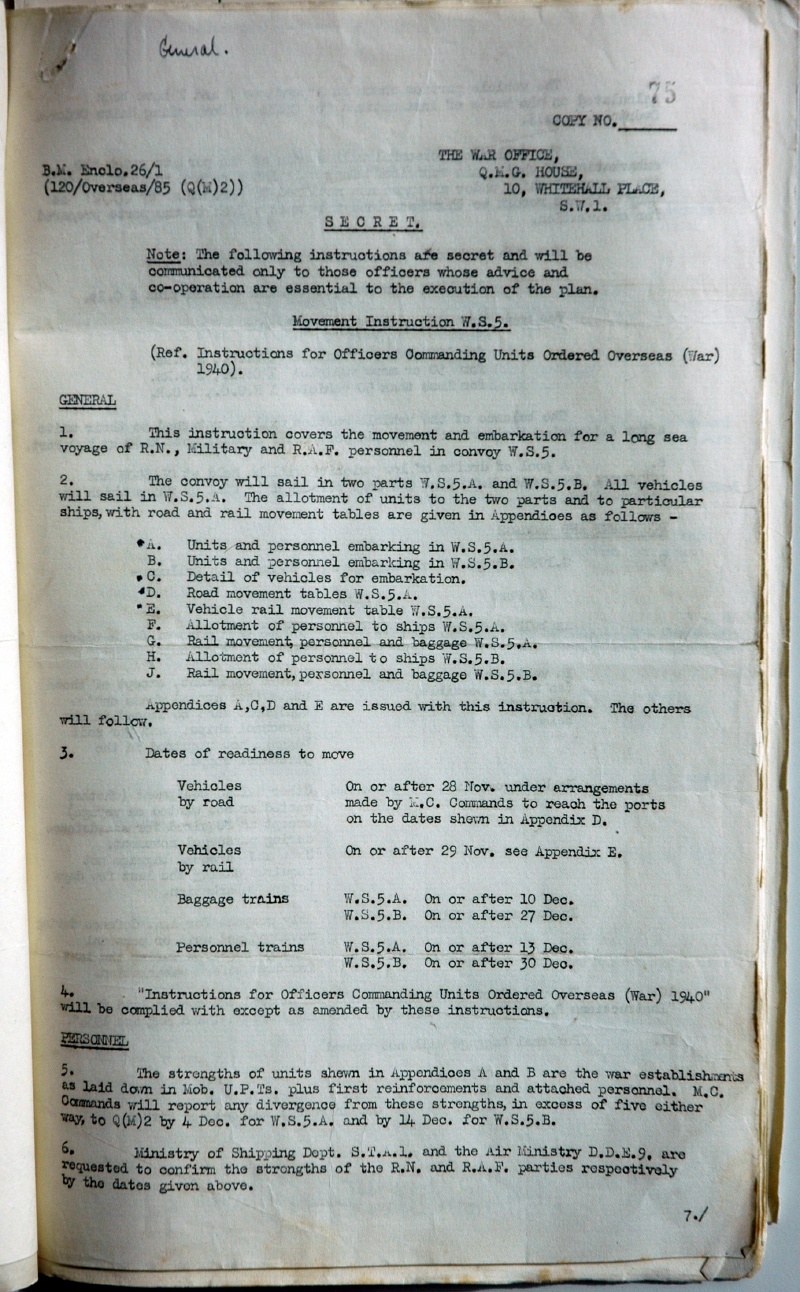 General.
75
COPY NO.
THE WAR OFFICE,
B.M. Enclo.26/1
Q.M.G. HOUSE,
(120/Overseas/85 (Q(M)2))
10, WHITEHALL PLACE,
S.W.1.
SECRET.
Note: The following instructions are secret and will be
communicated only to those officers whose advice and
co-operation are essential to the execution of the plan.
Movement Instruction W.S.5.
(Ref. Instructions for Officers Commanding Units Ordered Overseas (War)
1940).
GENERAL
1. This instruction covers the movement and embarkation for a long sea
voyage of R.N., Military and R.A.F. personnel in convoy W.S.5.
2. The convoy will sail in two parts W.S.5.A. and W.S.5.B. All vehicles
will sail in W.S.5.A. The allotment of units to the two parts and to particular
ships,with road and rail movement tables are given in Appendices as follows -
A. Units and personnel embarking in W.S.5.A.
B. Units and personnel embarking in W.S.5.B.
C. Detail of vehicles for embarkation.
D. Road movement tables W.S.5.A.
E. Vehicle rail movement table W.S.5.A.
F. Allotment of personnel to ships W.S.5.A.
G. Rail movement, personnel and baggage W.S.5.A.
H. Allotment of personnel to ships W.S.5.B.
J. Rail movement,personnel and baggage W.S.5.B.
Appendices A,C,D and E are issued with this instruction. The others
will follow.
3. Dates of readiness to move
Vehicles On or after 28 Nov. under arrangements
by road made by M.C. Commands to reach the ports
on the dates shewn in Appendix D.
Vehicles On or after 29 Nov. see Appendix E.
by rail
Baggage trains W.S.5.A. On or after 10 Dec.
W.S.5.B. On or after 27 Dec.
Personnel trains W.S.5.A. On or after 13 Dec.
W.S.5.B. On or after 30 Dec.
4. "Instructions for Officers Commanding Units Ordered Overseas (War) 1940"
will be complied with except as amended by these instructions.
PERSONNEL
5. The strengths of units shewn in Appendices A and B are the war establishments
as laid down in Mob. U.P.Ts. plus first reinforcements and attached personnel. M.C.
Commands will report any divergence from these strengths, in excess of five either
way, to Q(M)2 by 4 Dec. for W.S.5.A. and by 14 Dec. for W.S.5.B.
6. Ministry of Shipping Dept. S.T.A.1. and the Air Ministry D.D.E.9, are
requested to confirm the strengths of the R.N. and R.A.F. parties respectively
by the dates given above.
7./